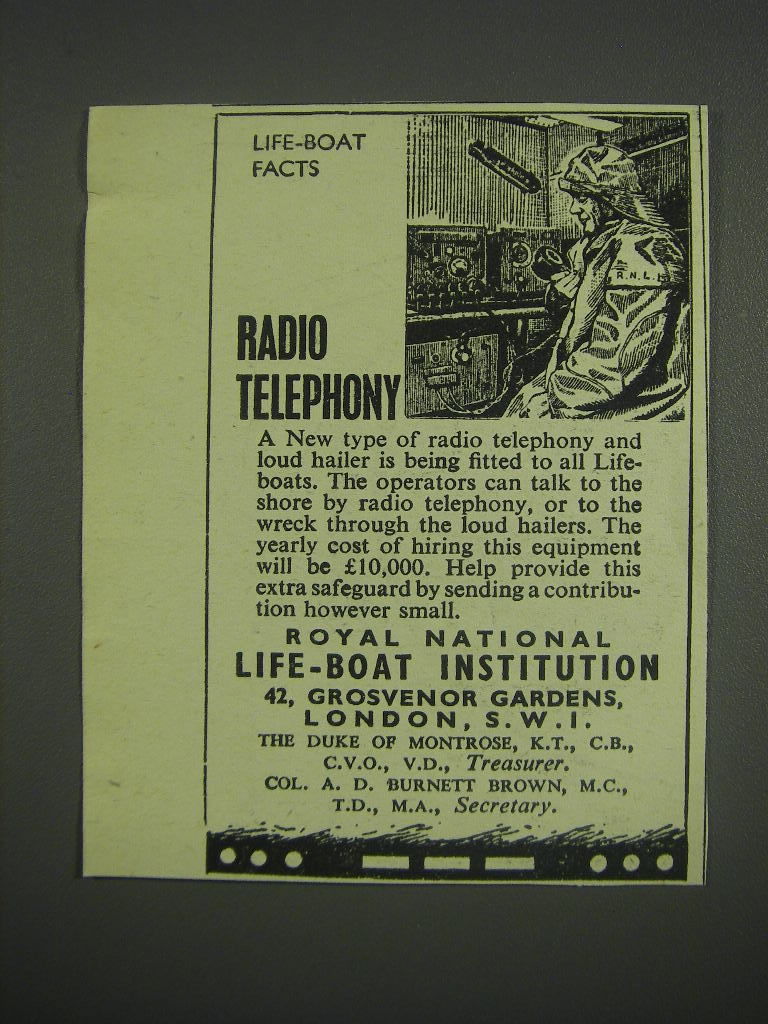 LIFE-BOAT
FACTS
R.N.L.I
RADIO
TELEPHONY
A New type of radio telephony and
loud hailer is being fitted to all Life-
boats. The operators can talk to the
shore by radio telephony, or to the
wreck through the loud hailers. The
yearly cost of hiring this equipment
will be £10,000. Help provide this
extra safeguard by sending a contribu-
tion however small.
ROYAL NATIONAL
LIFE-BOAT INSTITUTION
42, GROSVENOR GARDENS,
LONDON, S.W.I.
THE DUKE OF MONTROSE, K.T., C.B.,
C.V.O., V.D., Treasurer.
COL. A. D. BURNETT BROWN, M.C.,
T.D., M.A., Secretary.